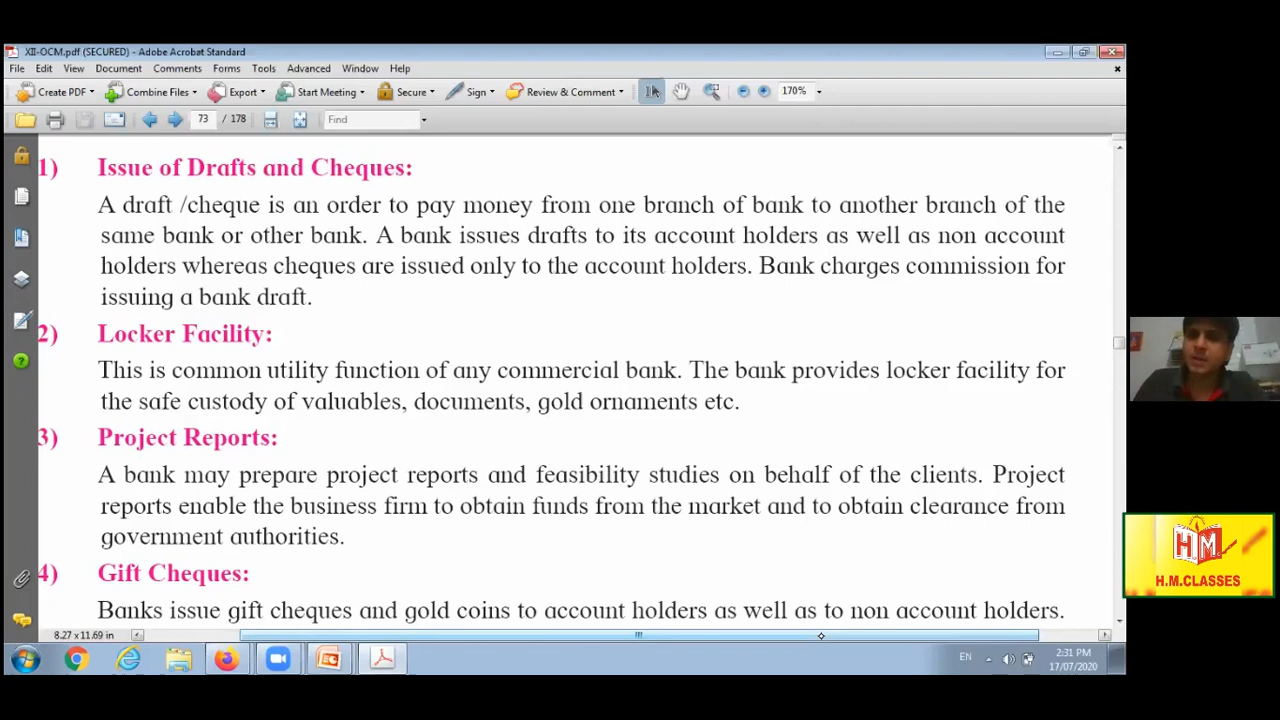 XII-OCM.pdf (SECURED) - Adobe Acrobat Standard
File Edit View Document Comments Forms Tools Advanced Window Help
Create PDF Combine Files Export Start Meeting Secure Sign Review & Comment 170%
73 / 178 Find
1) Issue of Drafts and Cheques:
A draft /cheque is an order to pay money from one branch of bank to another branch of the
same bank or other bank. A bank issues drafts to its account holders as well as non account
holders whereas cheques are issued only to the account holders. Bank charges commission for
issuing a bank draft.
2) Locker Facility:
This is common utility function of any commercial bank. The bank provides locker facility for
the safe custody of valuables, documents, gold ornaments etc.
3) Project Reports:
A bank may prepare project reports and feasibility studies on behalf of the clients. Project
reports enable the business firm to obtain funds from the market and to obtain clearance from
government authorities.
4) Gift Cheques:
Banks issue gift cheques and gold coins to account holders as well as to non account holders.
8.27 x 11.69 in
EN
2:31 PM
17/07/2020
HM
H.M.CLASSES